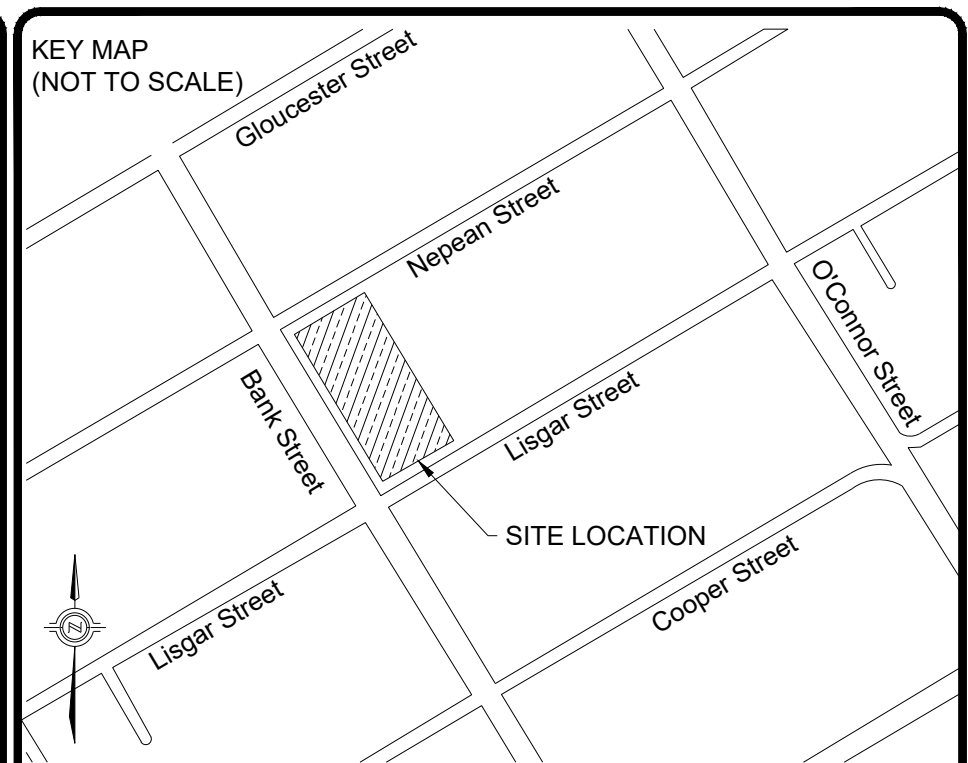 KEY MAP
(NOT TO SCALE)
Gloucester Street
Nepean Street
O'Connor Street
Bank Street
Lisgar Street
SITE LOCATION
Cooper Street
Lisgar Street
N